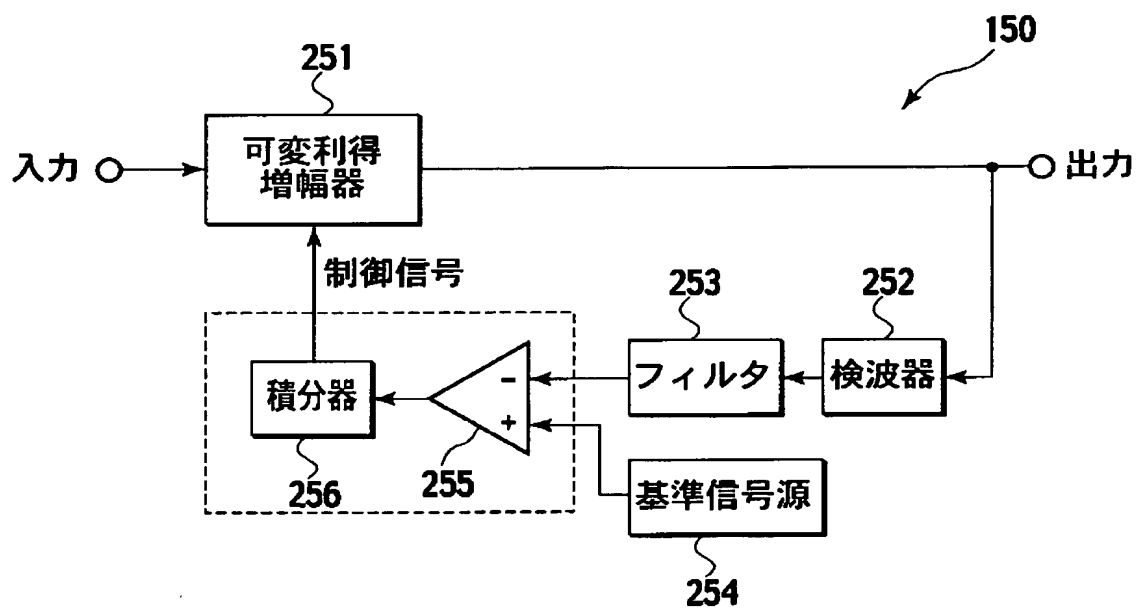 150
251
可変利得
増幅器
入力
出力
制御信号
253
252
積分器
−
+
フィルタ
検波器
256
255
基準信号源
254